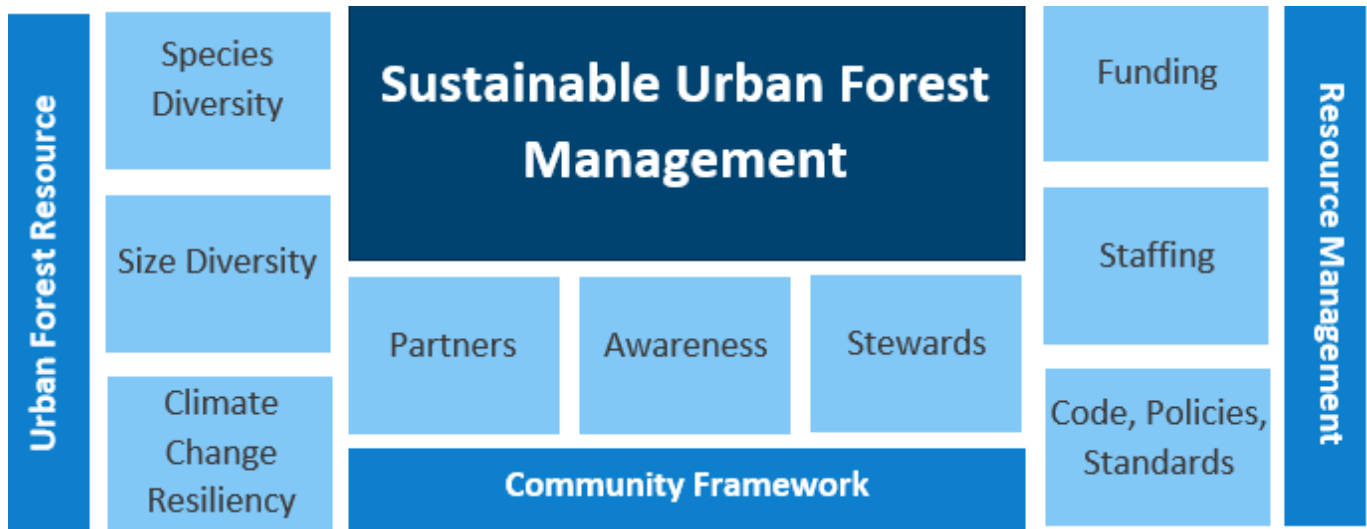 Urban Forest Resource
Species
Diversity
Size Diversity
Climate
Change
Resiliency
Sustainable Urban Forest
Management
Partners
Awareness
Stewards
Community Framework
Funding
Staffing
Code, Policies,
Standards
Resource Management